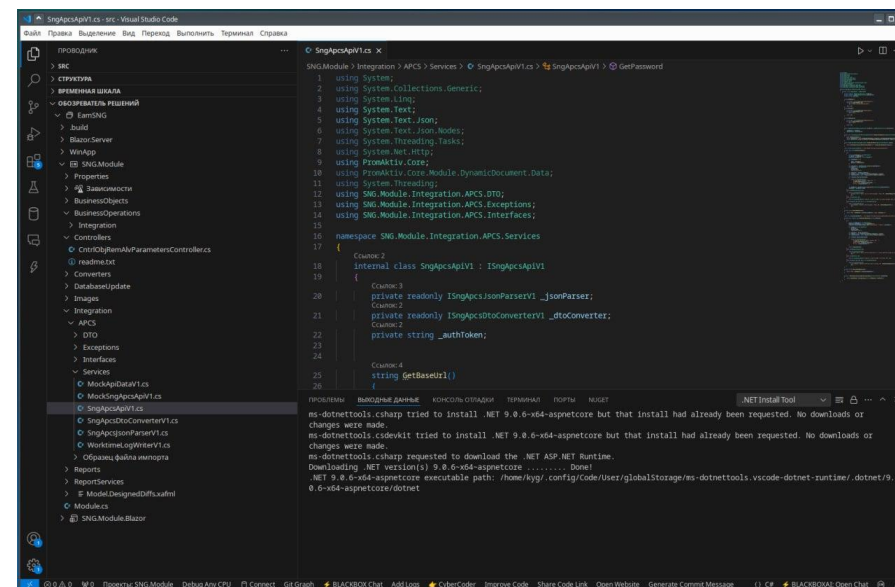 SngApcsApiV1.cs - src - Visual Studio Code
Файл Правка Выделение Вид Переход Выполнить Терминал Справка
ПРОВОДНИК ...
> SRC
> СТРУКТУРА
> ВРЕМЕННАЯ ШКАЛА
ОБОЗРЕВАТЕЛЬ РЕШЕНИЙ
EamSNG
> .build
> Blazor.Server
> WinApp
SNG.Module
> Properties
> Зависимости
> BusinessObjects
BusinessOperations
> Integration
Controllers
CntrlObjRemAlvParametersController.cs
readme.txt
> Converters
> DatabaseUpdate
> Images
Integration
APCS
> DTO
> Exceptions
> Interfaces
Services
MockApiDataV1.cs
MockSngApcsApiV1.cs
SngApcsApiV1.cs
SngApcsDtoConverterV1.cs
SngApcsJsonParserV1.cs
WorktimeLogWriterV1.cs
> Образец файла импорта
> Reports
> ReportServices
> Model.DesignedDiffs.xafml
Module.cs
> SNG.Module.Blazor
SngApcsApiV1.cs
SNG.Module > Integration > APCS > Services > SngApcsApiV1.cs > SngApcsApiV1 > GetPassword
1 using System;
2 using System.Collections.Generic;
3 using System.Linq;
4 using System.Text;
5 using System.Text.Json;
6 using System.Text.Json.Nodes;
7 using System.Threading.Tasks;
8 using System.Net.Http;
9 using PromAktiv.Core;
10 using PromAktiv.Core.Module.DynamicDocument.Data;
11 using System.Threading;
12 using SNG.Module.Integration.APCS.DTO;
13 using SNG.Module.Integration.APCS.Exceptions;
14 using SNG.Module.Integration.APCS.Interfaces;
15
16 namespace SNG.Module.Integration.APCS.Services
17 {
Ссылок: 2
18 internal class SngApcsApiV1 : ISngApcsApiV1
19 {
Ссылок: 3
20 private readonly ISngApcsJsonParserV1 _jsonParser;
Ссылок: 2
21 private readonly ISngApcsDtoConverterV1 _dtoConverter;
Ссылок: 2
22 private string _authToken;
23
24
Ссылок: 4
25 string GetBaseUrl()
26 {
ПРОБЛЕМЫ ВЫХОДНЫЕ ДАННЫЕ КОНСОЛЬ ОТЛАДКИ ТЕРМИНАЛ ПОРТЫ NUGET .NET Install Tool
ms-dotnettools.csharp tried to install .NET 9.0.6~x64~aspnetcore but that install had already been requested. No downloads or
changes were made.
ms-dotnettools.csdevkit tried to install .NET 9.0.6~x64~aspnetcore but that install had already been requested. No downloads or
changes were made.
ms-dotnettools.csharp requested to download the .NET ASP.NET Runtime.
Downloading .NET version(s) 9.0.6~x64~aspnetcore ......... Done!
.NET 9.0.6~x64~aspnetcore executable path: /home/kyg/.config/Code/User/globalStorage/ms-dotnettools.vscode-dotnet-runtime/.dotnet/9.
0.6~x64~aspnetcore/dotnet
0 0 0 Проекты: SNG.Module Debug Any CPU Connect Git Graph BLACKBOX Chat Add Logs CyberCoder Improve Code Share Code Link Open Website Generate Commit Message C# BLACKBOXAI: Open Chat